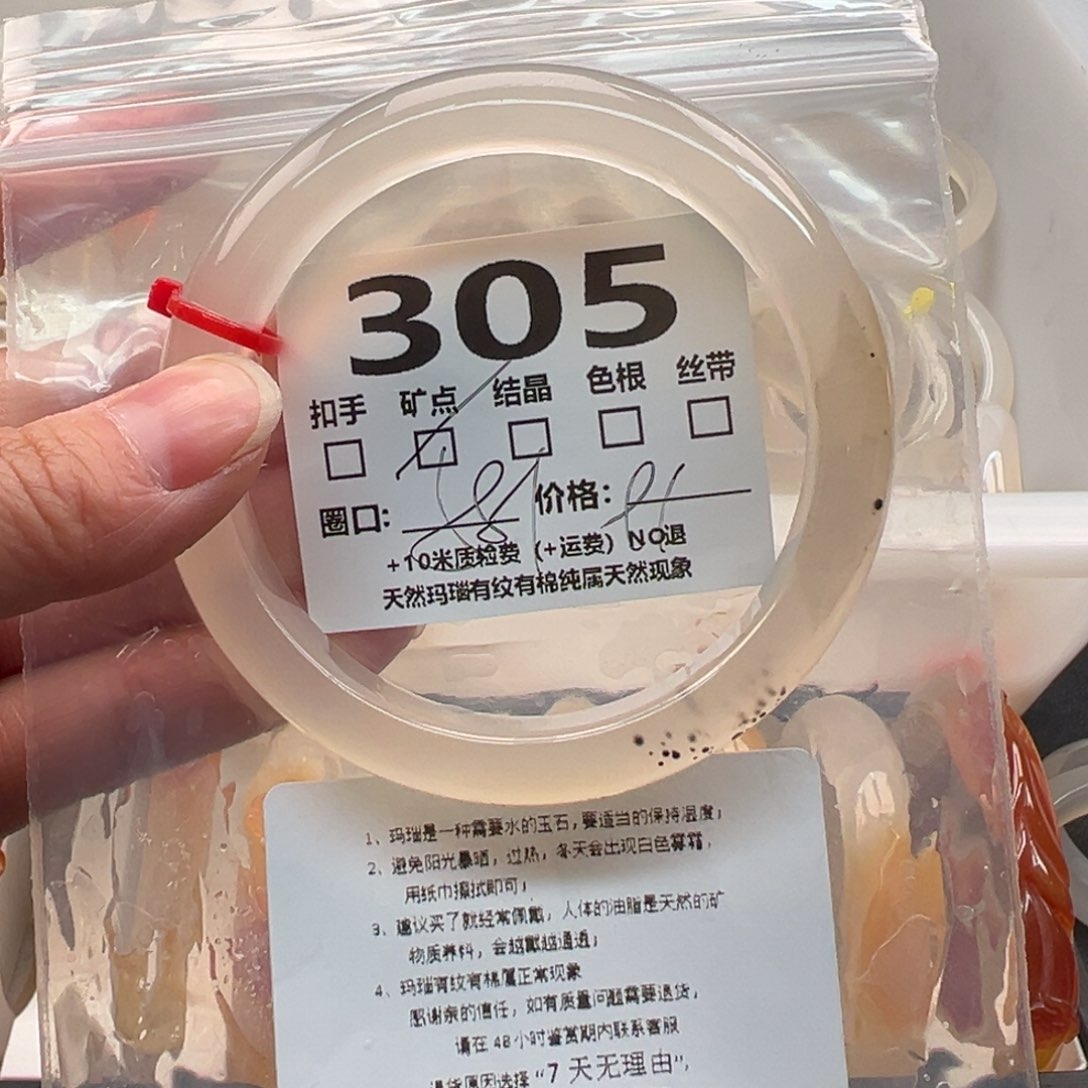 305
扣手 矿点 结晶 色根 丝带
圈口: 价格:
+10米质检费 (+运费) NO退
天然玛瑙有纹有棉纯属天然现象
1、玛瑙是一种需要水的玉石,要适当的保持湿度;
2、避免阳光暴晒,过热,冬天会出现白色雾霜,
用纸巾擦拭即可;
3、建议买了就经常佩戴,人体的油脂是天然的矿
物质养料,会越戴越通透;
4、玛瑙有纹有棉属正常现象
感谢亲的信任,如有质量问题需要退货,
请在48小时鉴赏期内联系客服
退货原因选择“7天无理由”,